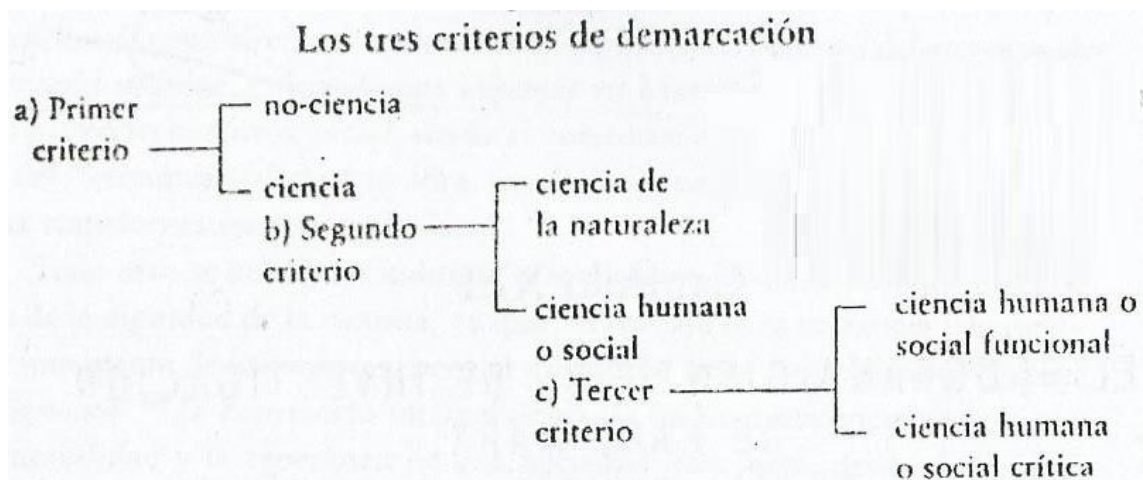 Los tres criterios de demarcación
a) Primer
criterio
no-ciencia
ciencia
b) Segundo
criterio
ciencia de
la naturaleza
ciencia humana
o social
c) Tercer
criterio
ciencia humana o
social funcional
ciencia humana
o social crítica